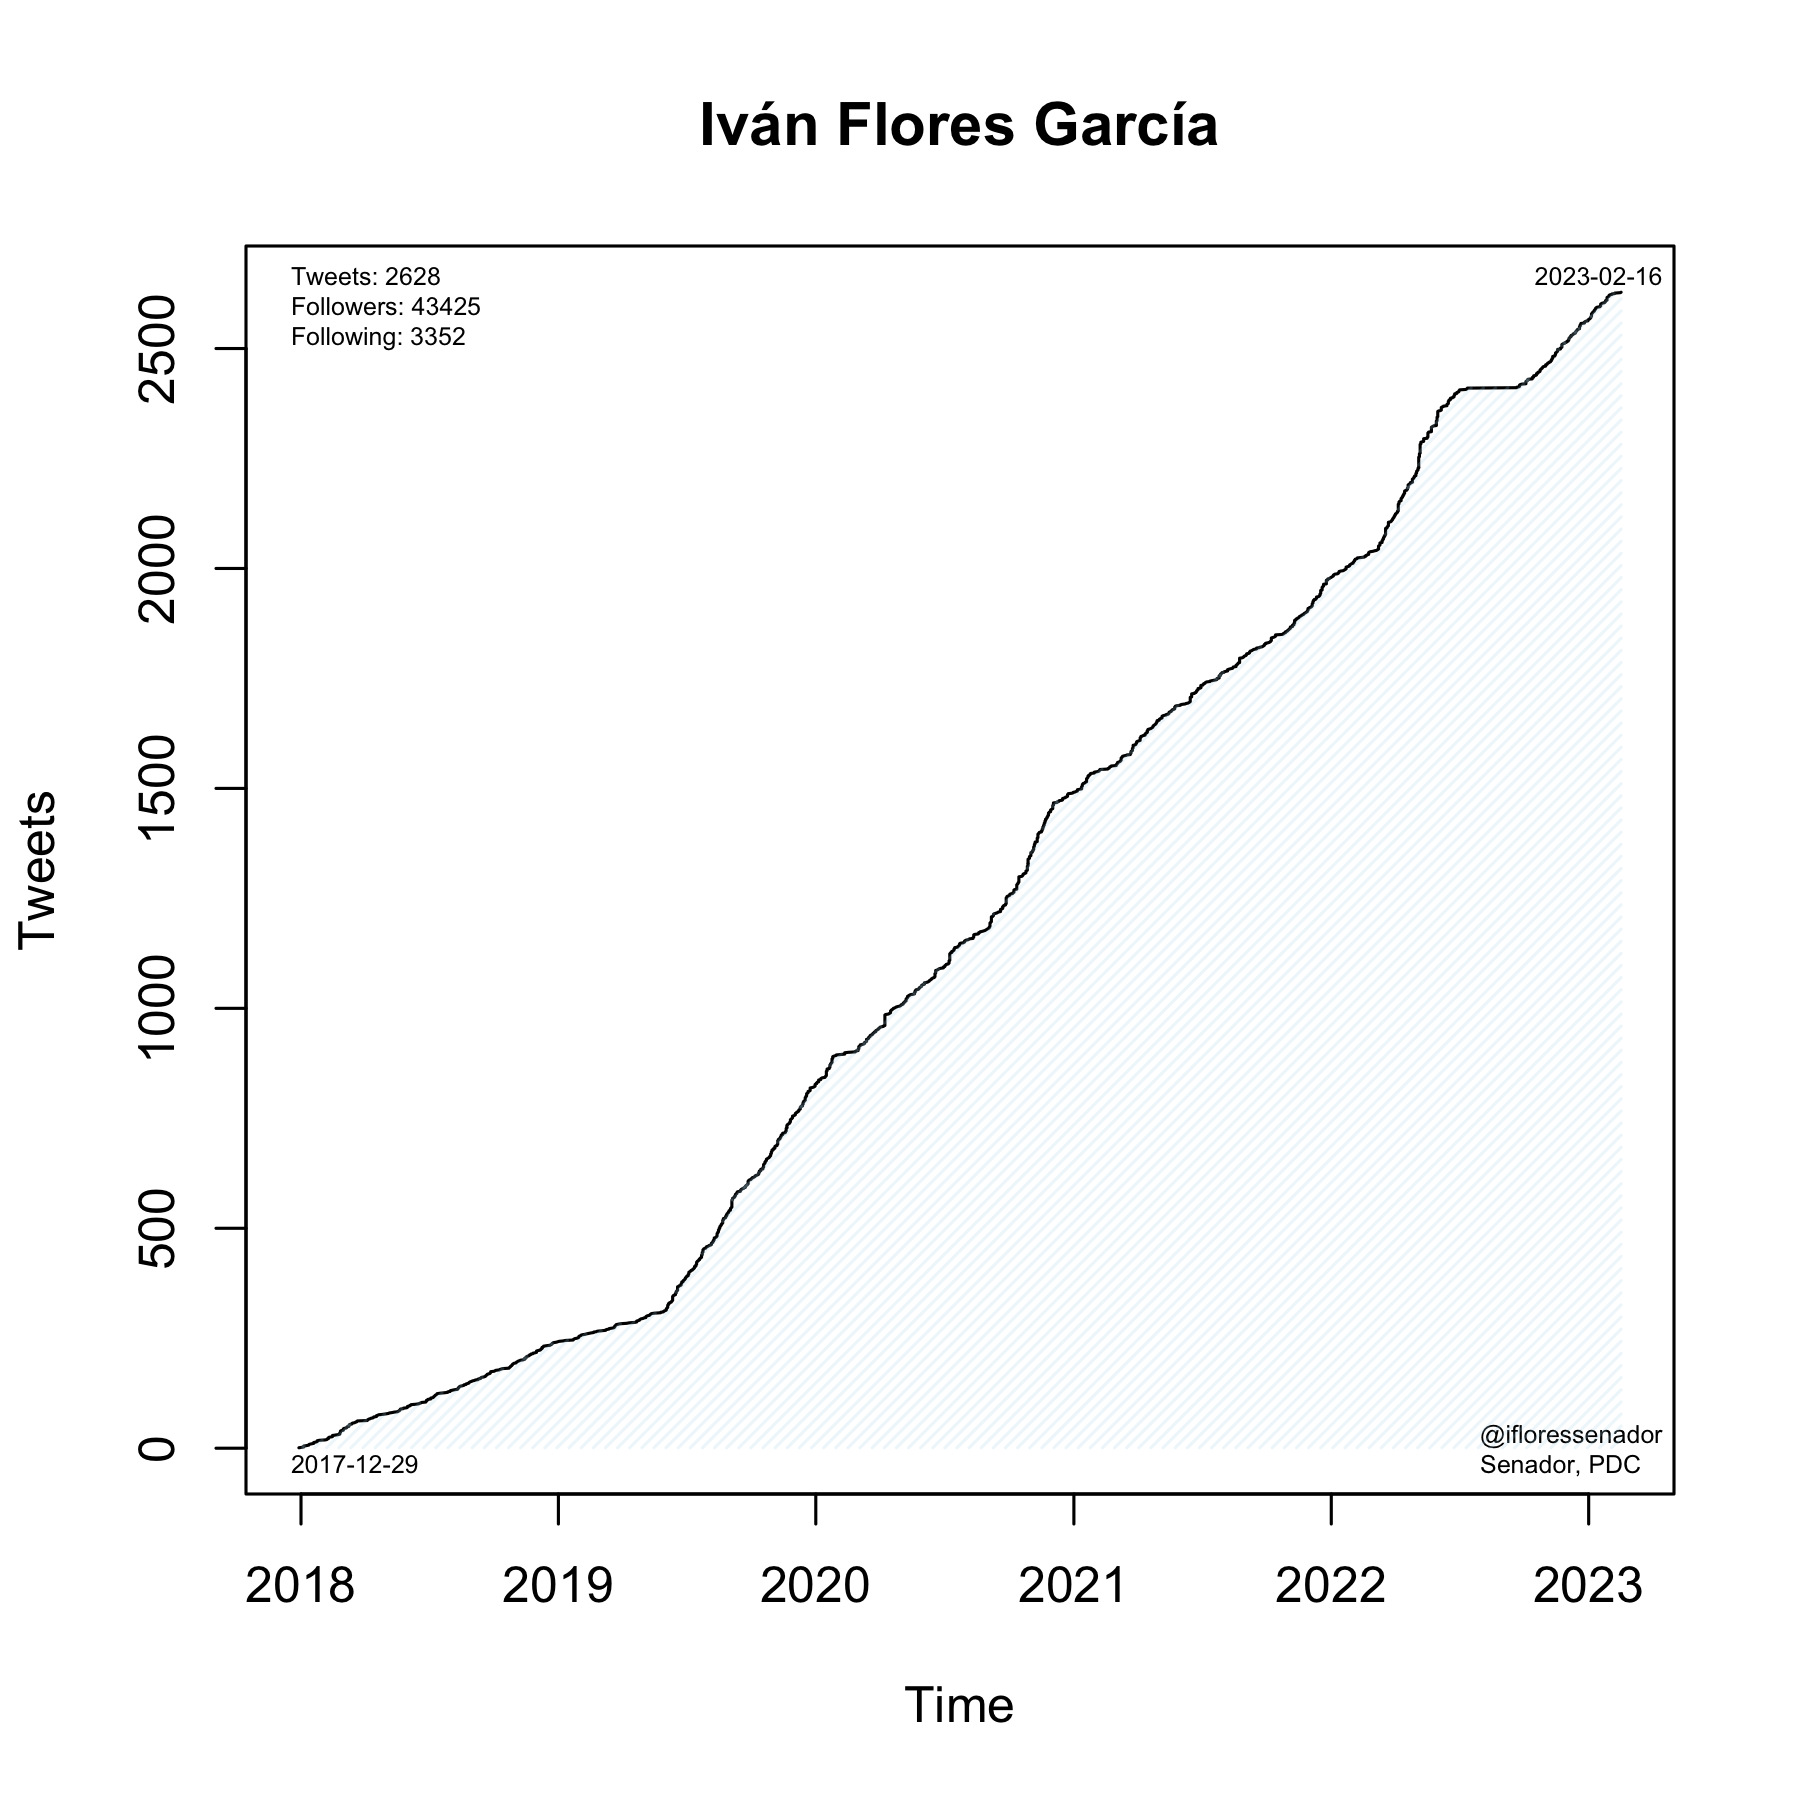 Iván Flores García
Tweets: 2628
Followers: 43425
Following: 3352
2023-02-16
2500
2000
1500
1000
500
0
Tweets
2017-12-29
@ifloressenador
Senador, PDC
2018 2019 2020 2021 2022 2023
Time